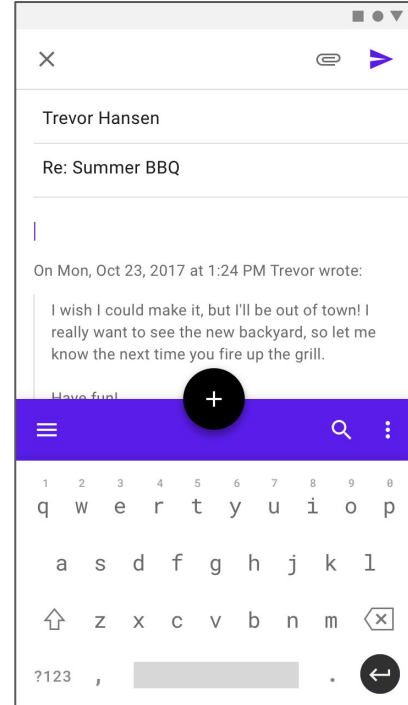 Trevor Hansen
Re: Summer BBQ
On Mon, Oct 23, 2017 at 1:24 PM Trevor wrote:
I wish I could make it, but I'll be out of town! I
really want to see the new backyard, so let me
know the next time you fire up the grill.
Have fun!
1 2 3 4 5 6 7 8 9 0
q w e r t y u i o p
a s d f g h j k l
z x c v b n m
?123 , .